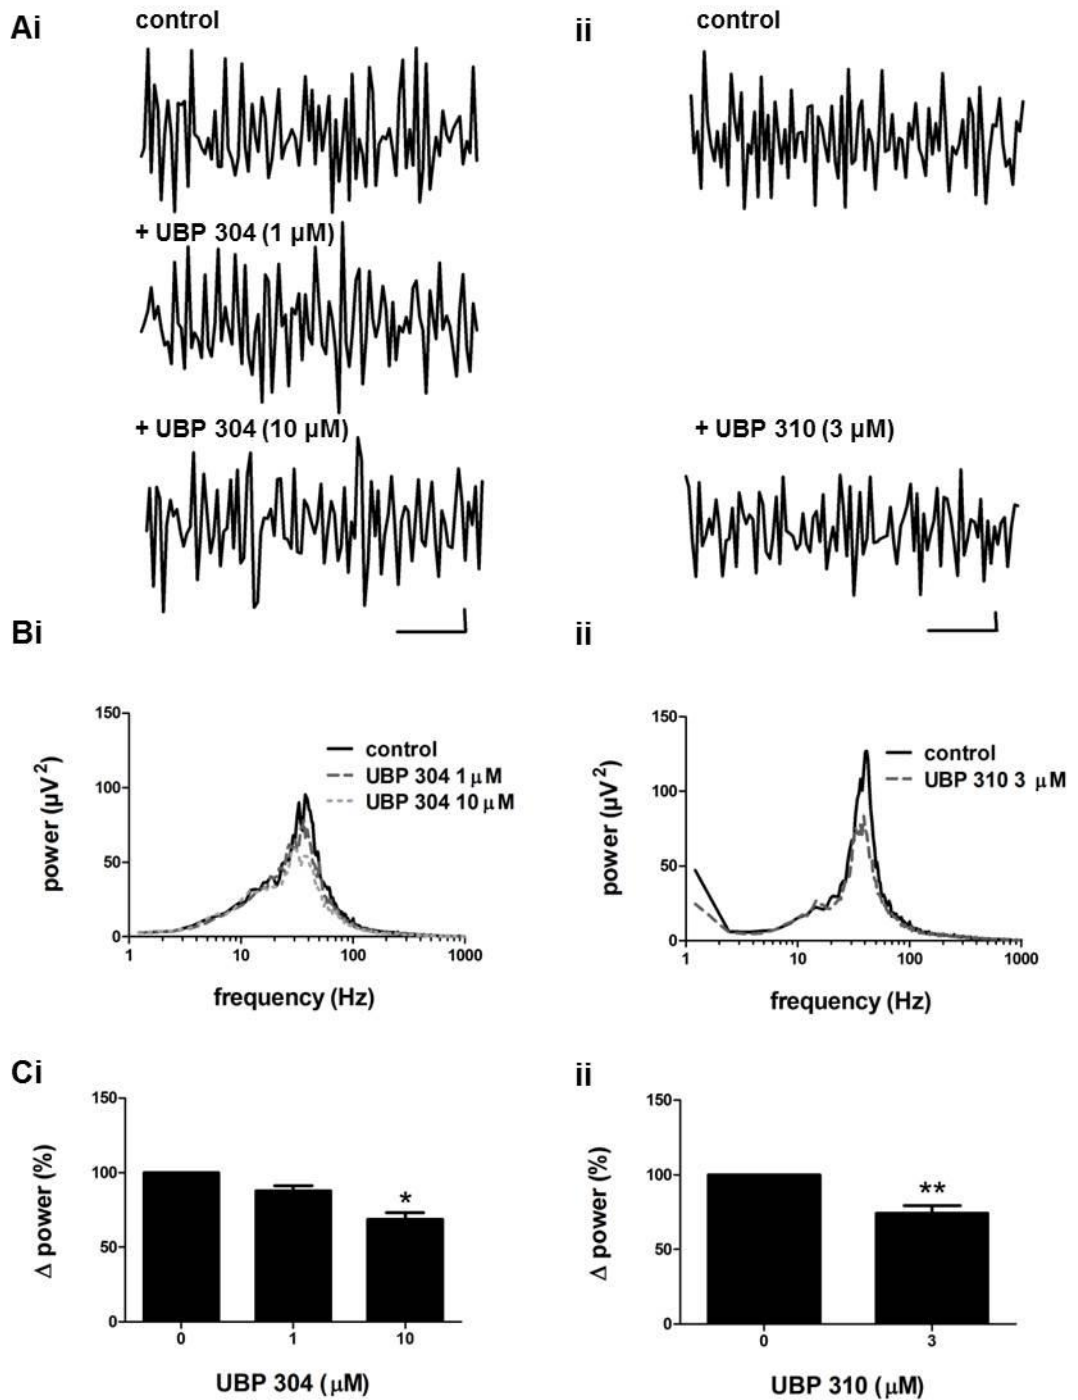 Ai
control
ii
control
+ UBP 304 (1 µM)
+ UBP 304 (10 µM)
+ UBP 310 (3 µM)
Bi
150
100
50
0
power (µV²)
control
UBP 304 1 µM
UBP 304 10 µM
1
10
100
1000
frequency (Hz)
ii
150
100
50
0
power (µV²)
control
UBP 310 3 µM
1
10
100
1000
frequency (Hz)
Ci
150
100
50
0
Δ power (%)
*
0
1
10
UBP 304 (µM)
ii
150
100
50
0
Δ power (%)
**
0
3
UBP 310 (µM)